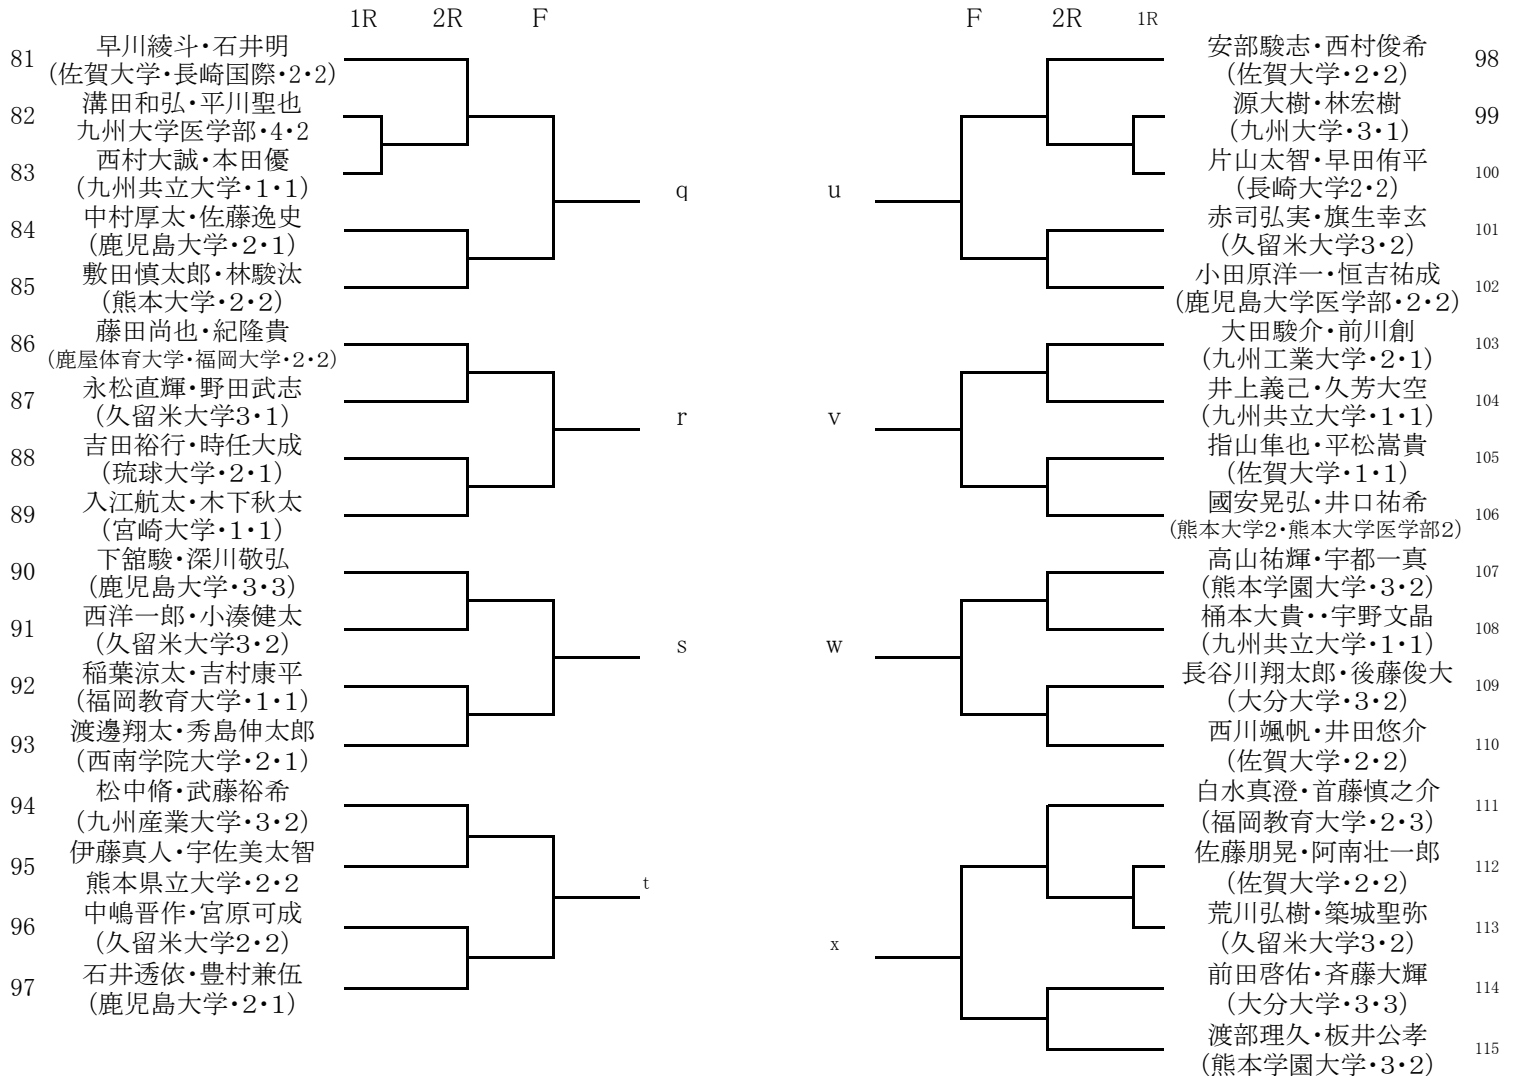 1R 2R F
81 早川綾斗・石井明
(佐賀大学・長崎国際・2・2)
82 溝田和弘・平川聖也
九州大学医学部・4・2
83 西村大誠・本田優
(九州共立大学・1・1)
84 中村厚太・佐藤逸史
(鹿児島大学・2・1)
85 敷田慎太郎・林駿汰
(熊本大学・2・2)
q
86 藤田尚也・紀隆貴
(鹿屋体育大学・福岡大学・2・2)
87 永松直輝・野田武志
(久留米大学3・1)
88 吉田裕行・時任大成
(琉球大学・2・1)
89 入江航太・木下秋太
(宮崎大学・1・1)
r
90 下舘駿・深川敬弘
(鹿児島大学・3・3)
91 西洋一郎・小湊健太
(久留米大学3・2)
92 稲葉涼太・吉村康平
(福岡教育大学・1・1)
93 渡邊翔太・秀島伸太郎
(西南学院大学・2・1)
s
94 松中脩・武藤裕希
(九州産業大学・3・2)
95 伊藤真人・宇佐美太智
熊本県立大学・2・2
96 中嶋晋作・宮原可成
(久留米大学2・2)
97 石井透依・豊村兼伍
(鹿児島大学・2・1)
t
F 2R 1R
安部駿志・西村俊希 98
(佐賀大学・2・2)
源大樹・林宏樹 99
(九州大学・3・1)
片山太智・早田侑平 100
(長崎大学2・2)
赤司弘実・旗生幸玄 101
(久留米大学3・2)
小田原洋一・恒吉祐成 102
(鹿児島大学医学部・2・2)
u
大田駿介・前川創 103
(九州工業大学・2・1)
井上義己・久芳大空 104
(九州共立大学・1・1)
指山隼也・平松嵩貴 105
(佐賀大学・1・1)
國安晃弘・井口祐希 106
(熊本大学2・熊本大学医学部2)
v
高山祐輝・宇都一真 107
(熊本学園大学・3・2)
桶本大貴・・宇野文晶 108
(九州共立大学・1・1)
長谷川翔太郎・後藤俊大 109
(大分大学・3・2)
西川颯帆・井田悠介 110
(佐賀大学・2・2)
w
白水真澄・首藤慎之介 111
(福岡教育大学・2・3)
佐藤朋晃・阿南壮一郎 112
(佐賀大学・2・2)
荒川弘樹・築城聖弥 113
(久留米大学3・2)
前田啓佑・斉藤大輝 114
(大分大学・3・3)
渡部理久・板井公孝 115
(熊本学園大学・3・2)
x